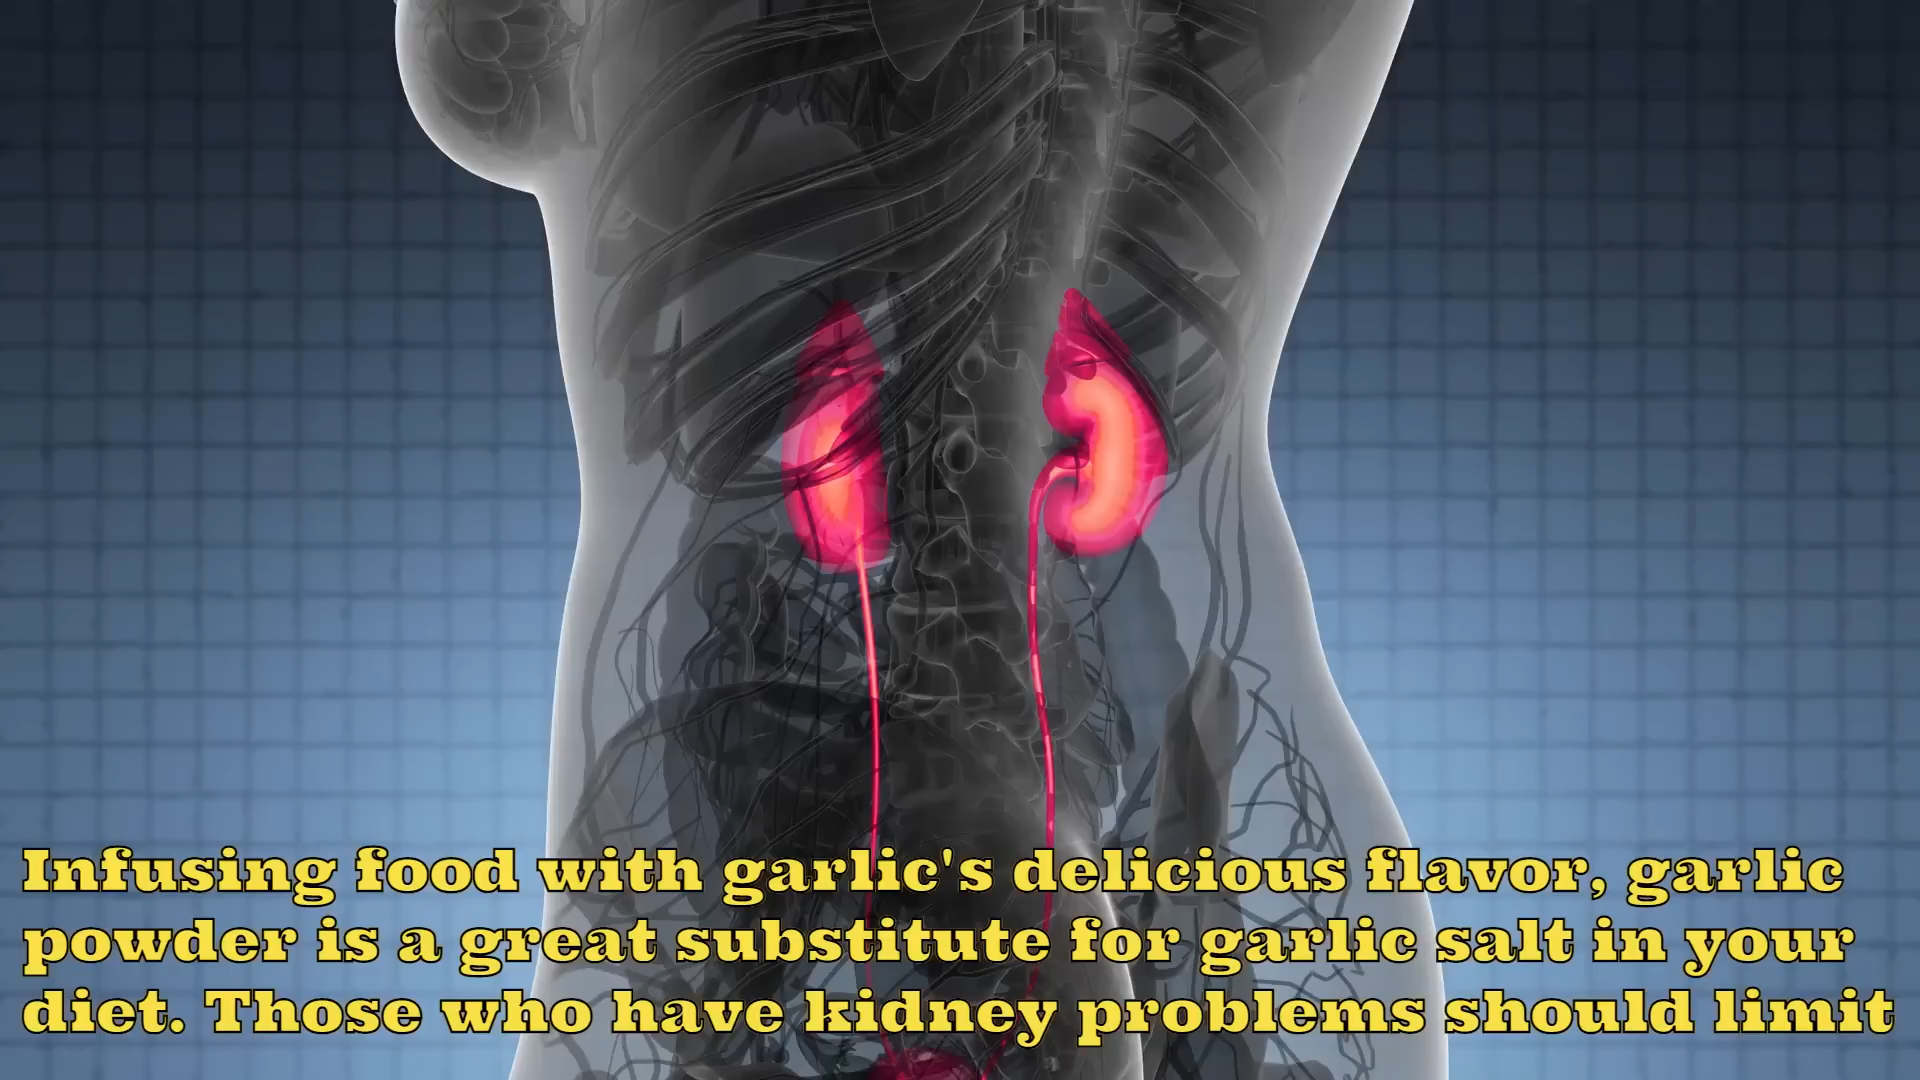 Infusing food with garlic's delicious flavor, garlic
powder is a great substitute for garlic salt in your
diet. Those who have kidney problems should limit